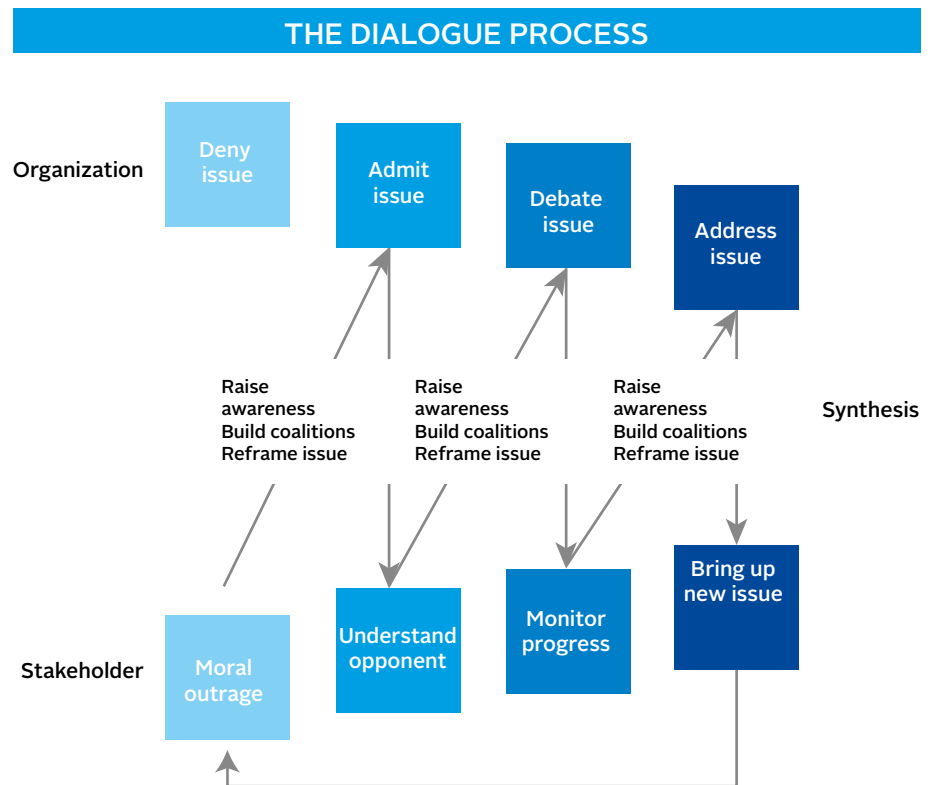 THE DIALOGUE PROCESS
Organization
Deny
issue
Admit
issue
Debate
issue
Address
issue
Raise
awareness
Build coalitions
Reframe issue
Raise
awareness
Build coalitions
Reframe issue
Raise
awareness
Build coalitions
Reframe issue
Synthesis
Stakeholder
Moral
outrage
Understand
opponent
Monitor
progress
Bring up
new issue